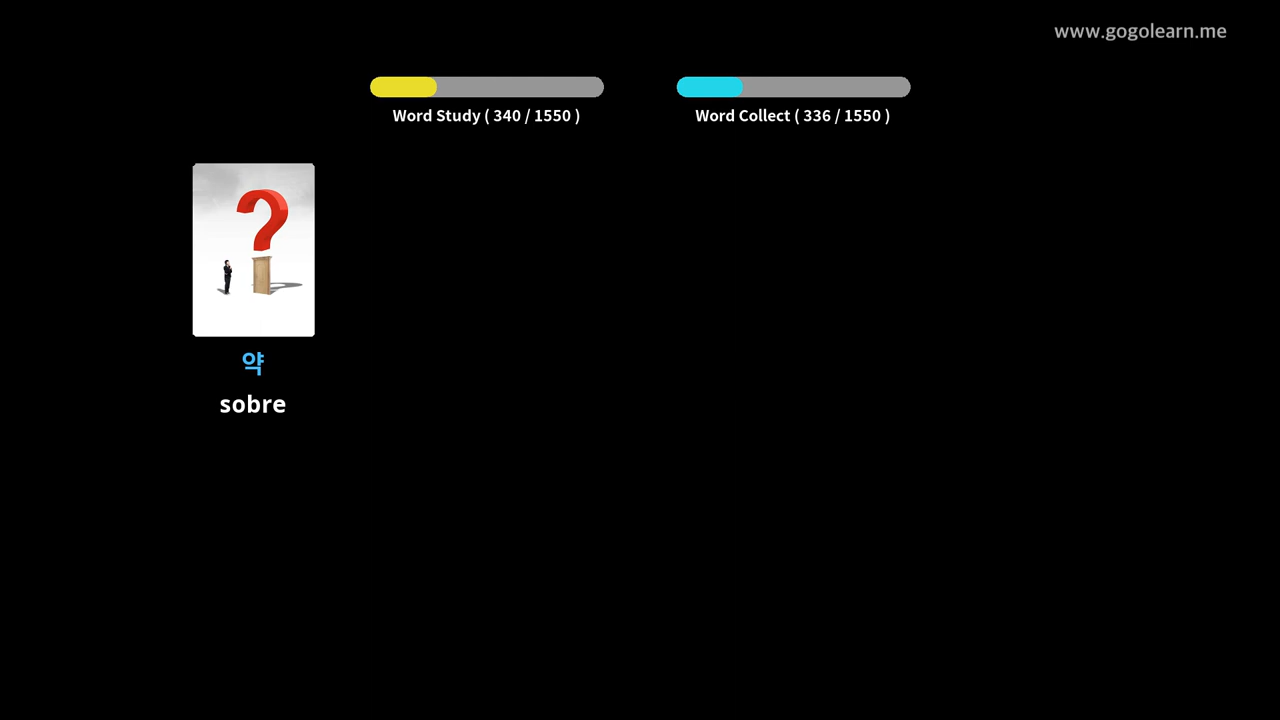 www.gogolearn.me
Word Study ( 340 / 1550 )
Word Collect ( 336 / 1550 )
?
약
sobre